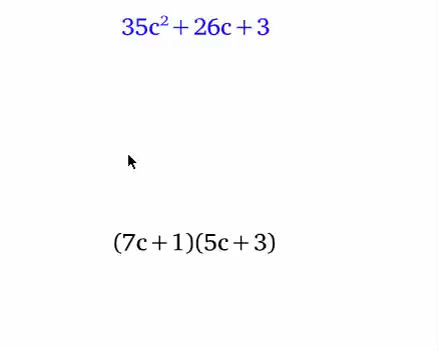 35c² + 26c + 3
(7c + 1)(5c + 3)